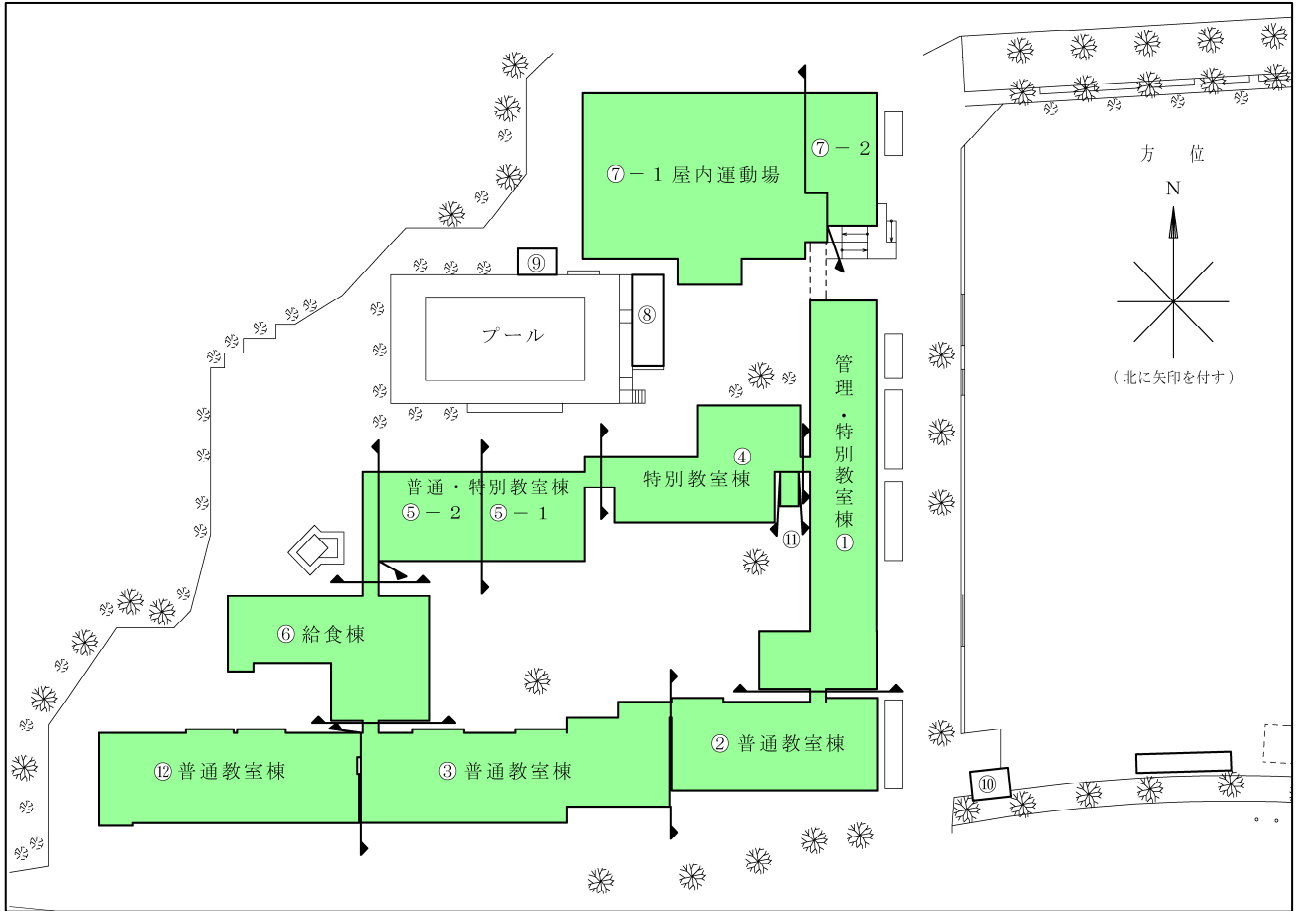 ⑦－1 屋内運動場
⑦－2
方 位
N
(北に矢印を付す)
⑨
⑧
プール
管理・特別教室棟①
④
特別教室棟
普通・特別教室棟
⑤－2
⑤－1
⑪
⑥ 給食棟
② 普通教室棟
⑫ 普通教室棟
③ 普通教室棟
⑩